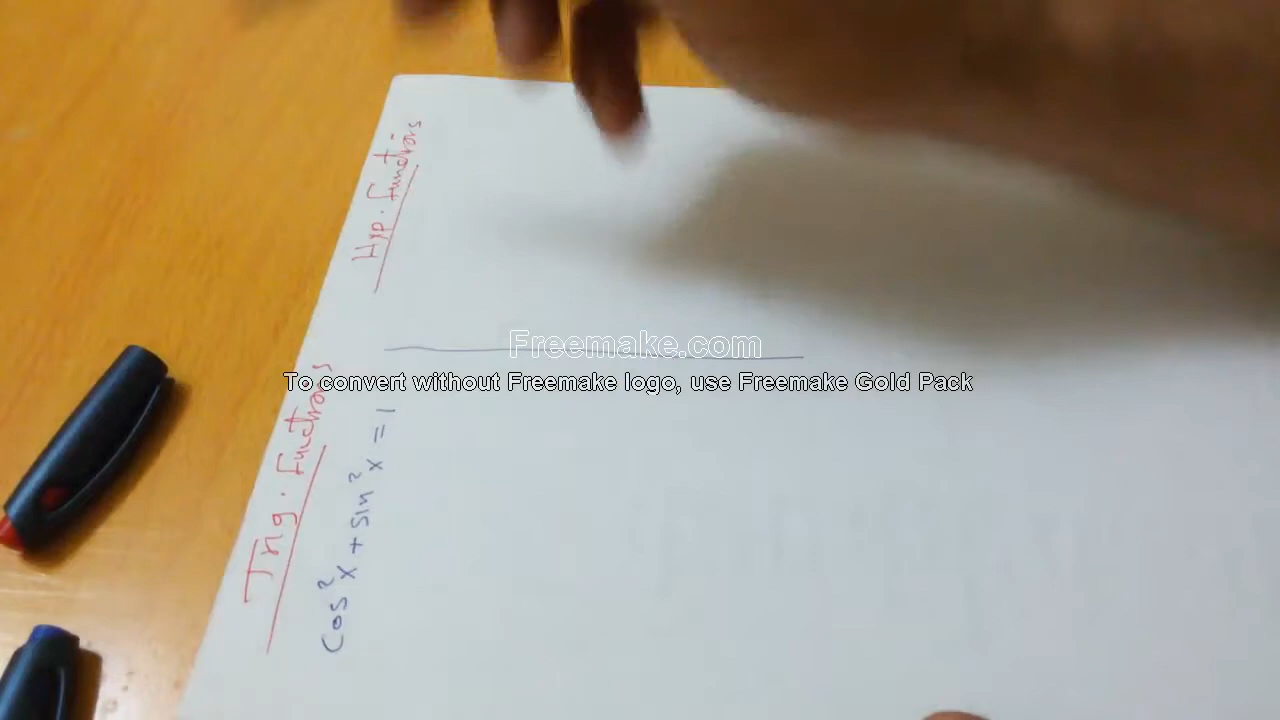 Trig. Functions
Hyp. Functions
cos²x + sin²x = 1
Freemake.com
To convert without Freemake logo, use Freemake Gold Pack